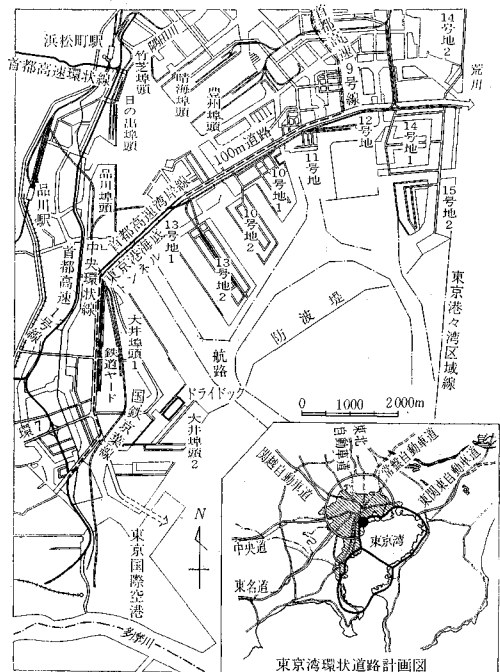 浜松町駅
首都高速環状線
隅田川
竹芝埠頭
日の出埠頭
晴海埠頭
豊州埠頭
首都高速9号線
14号地2
荒川
100m道路
12号地
11号地
14号地1
15号地2
品川駅
品川埠頭
首都高速湾岸線
東京港海底トンネル
10号地1
10号地2
13号地1
13号地2
中央環状線
首都高速1号線
大井埠頭1
鉄道ヤード
国鉄京葉線
環7
航路
防波堤
ドライドック
大井埠頭2
東京港々湾区域線
0 1000 2000m
N
東京国際空港
多摩川
関越自動車道
東北自動車道
常磐自動車道
東関東自動車道
中央道
東名道
東京湾
東京湾環状道路計画図